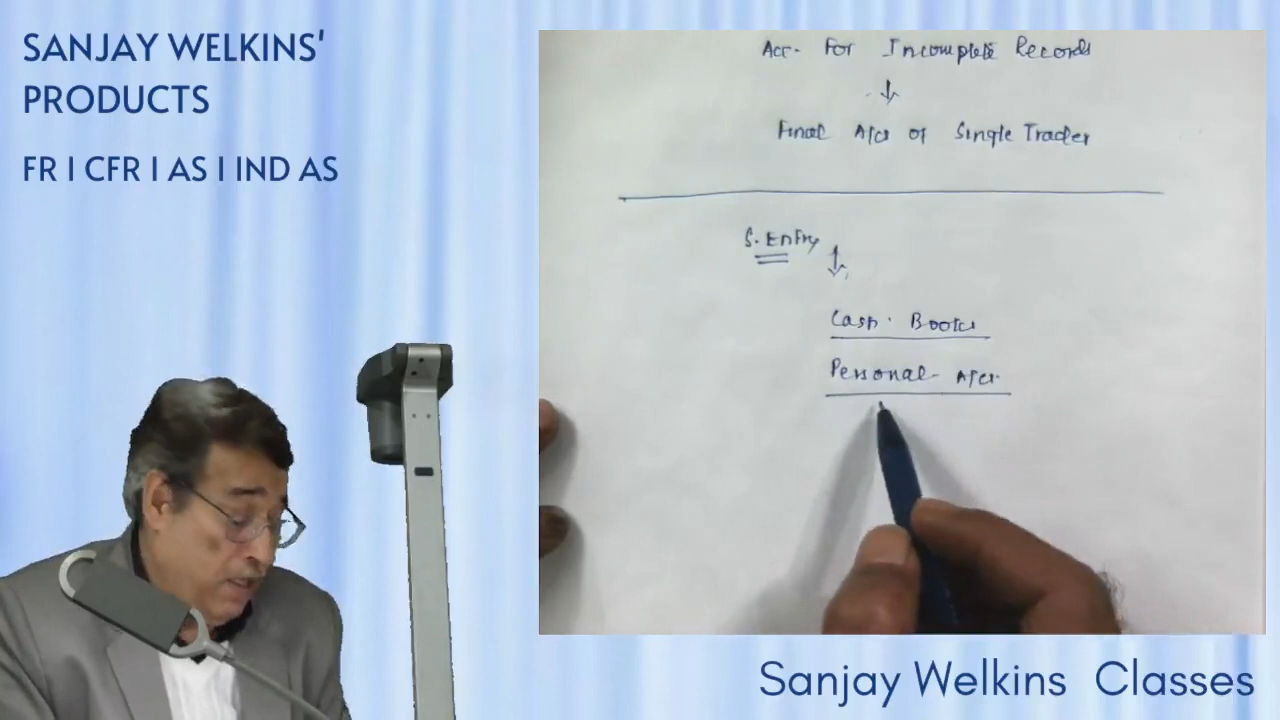 SANJAY WELKINS'
PRODUCTS
FR I CFR I AS I IND AS
Acc. For Incomplete Records
Final A/cs of Single Trader
S. Entry
Cash. Books
Personal A/cs.
Sanjay Welkins Classes